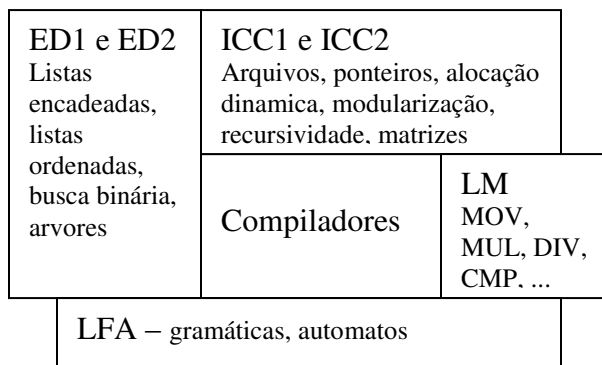 ED1 e ED2
Listas
encadeadas,
listas
ordenadas,
busca binária,
arvores
ICC1 e ICC2
Arquivos, ponteiros, alocação
dinamica, modularização,
recursividade, matrizes
Compiladores
LM
MOV,
MUL, DIV,
CMP, ...
LFA – gramáticas, automatos